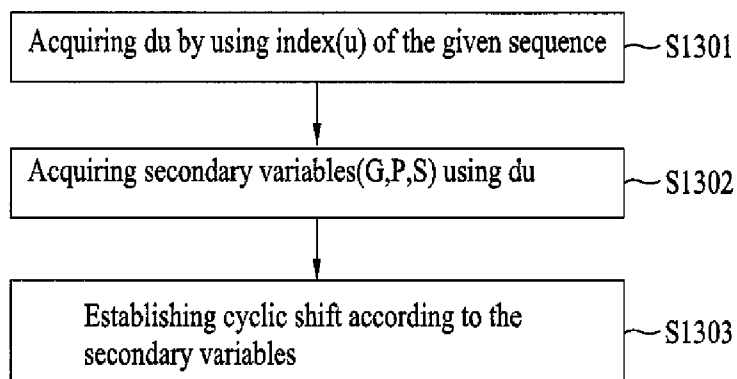 Acquiring du by using index(u) of the given sequence
S1301
Acquiring secondary variables(G,P,S) using du
S1302
Establishing cyclic shift according to the
secondary variables
S1303